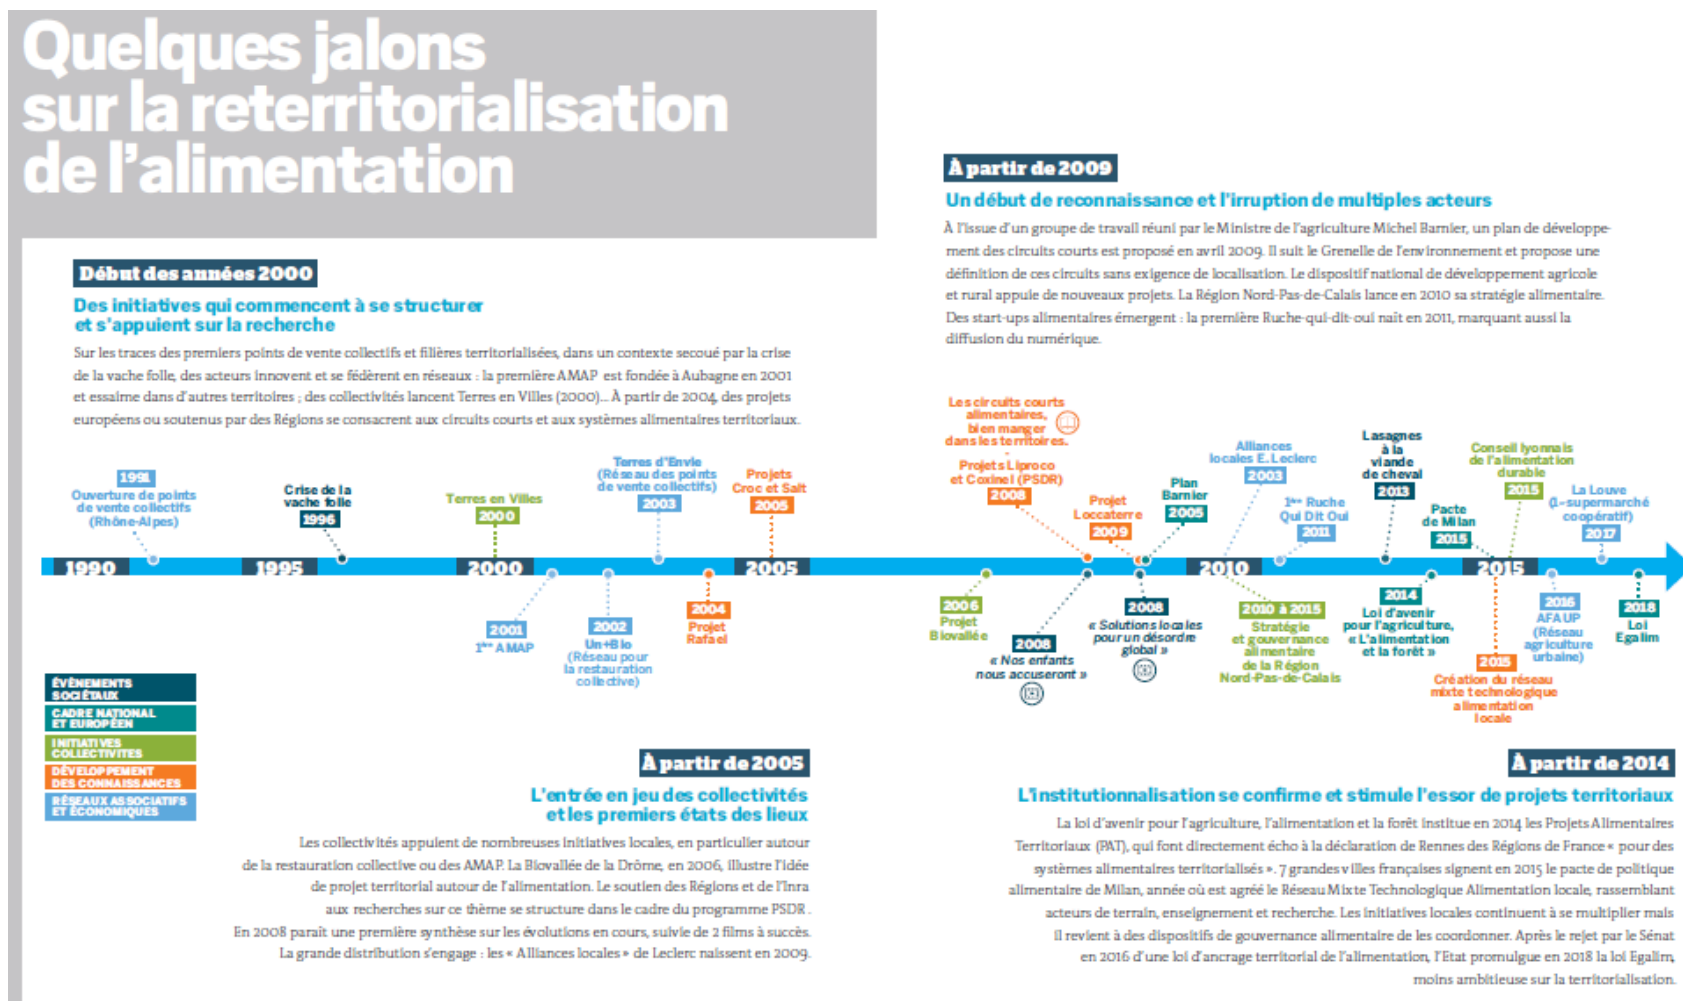 Quelques jalons
sur la reterritorialisation
de l'alimentation
Début des années 2000
Des initiatives qui commencent à se structurer
et s'appuient sur la recherche
Sur les traces des premiers points de vente collectifs et filières territorialisées, dans un contexte secoué par la crise
de la vache folle, des acteurs innovent et se fédèrent en réseaux : la première AMAP est fondée à Aubagne en 2001
et essaime dans d'autres territoires ; des collectivités lancent Terres en Villes (2000)... À partir de 2004, des projets
européens ou soutenus par des Régions se consacrent aux circuits courts et aux systèmes alimentaires territoriaux.
À partir de 2009
Un début de reconnaissance et l'irruption de multiples acteurs
À l'issue d'un groupe de travail réuni par le Ministre de l'agriculture Michel Barnier, un plan de développe-
ment des circuits courts est proposé en avril 2009. Il suit le Grenelle de l'environnement et propose une
définition de ces circuits sans exigence de localisation. Le dispositif national de développement agricole
et rural appuie de nouveaux projets. La Région Nord-Pas-de-Calais lance en 2010 sa stratégie alimentaire.
Des start-ups alimentaires émergent : la première Ruche-qui-dit-oui naît en 2011, marquant aussi la
diffusion du numérique.
1991
Ouverture de points
de vente collectifs
(Rhône-Alpes)
Crise de la
vache folle
1996
Terres en Villes
2000
Terres d'Envie
(Réseau des points
de vente collectifs)
2003
Projets
Croc et Salt
2005
Les circuits courts
alimentaires,
bien manger
dans les territoires.
Projets Liproco
et Coxinel (PSDR)
2008
Projet
Loccaterre
2009
Plan
Barnier
2005
Alliances
locales E. Leclerc
2003
1ère Ruche
Qui Dit Oui
2011
Lasagnes
à la
viande
de cheval
2013
Pacte
de Milan
2015
Conseil lyonnais
de l'alimentation
durable
2015
La Louve
(1er supermarché
coopératif)
2017
1990
1995
2000
2005
2010
2015
2001
1ère AMAP
2002
Un+Bio
(Réseau pour
la restauration
collective)
2004
Projet
Rafael
2006
Projet
Biovallée
2008
« Nos enfants
nous accuseront »
2008
« Solutions locales
pour un désordre
global »
2010 à 2015
Stratégie
et gouvernance
alimentaire
de la Région
Nord-Pas-de-Calais
2014
Loi d'avenir
pour l'agriculture,
« L'alimentation
et la forêt »
2015
Création du réseau
mixte technologique
alimentation
locale
2016
AFAUP
(Réseau
agriculture
urbaine)
2018
Loi
Egalim
ÉVÈNEMENTS
SOCIÉTAUX
CADRE NATIONAL
ET EUROPÉEN
INITIATIVES
COLLECTIVITES
DÉVELOPPEMENT
DES CONNAISSANCES
RÉSEAUX ASSOCIATIFS
ET ÉCONOMIQUES
À partir de 2005
L'entrée en jeu des collectivités
et les premiers états des lieux
Les collectivités appuient de nombreuses initiatives locales, en particulier autour
de la restauration collective ou des AMAP. La Biovallée de la Drôme, en 2006, illustre l'idée
de projet territorial autour de l'alimentation. Le soutien des Régions et de l'Inra
aux recherches sur ce thème se structure dans le cadre du programme PSDR .
En 2008 paraît une première synthèse sur les évolutions en cours, suivie de 2 films à succès.
La grande distribution s'engage : les « Alliances locales » de Leclerc naissent en 2009.
À partir de 2014
L'institutionnalisation se confirme et stimule l'essor de projets territoriaux
La loi d'avenir pour l'agriculture, l'alimentation et la forêt institue en 2014 les Projets Alimentaires
Territoriaux (PAT), qui font directement écho à la déclaration de Rennes des Régions de France « pour des
systèmes alimentaires territorialisés ». 7 grandes villes françaises signent en 2015 le pacte de politique
alimentaire de Milan, année où est agréé le Réseau Mixte Technologique Alimentation locale, rassemblant
acteurs de terrain, enseignement et recherche. Les initiatives locales continuent à se multiplier mais
il revient à des dispositifs de gouvernance alimentaire de les coordonner. Après le rejet par le Sénat
en 2016 d'une loi d'ancrage territorial de l'alimentation, l'Etat promulgue en 2018 la loi Egalim,
moins ambitieuse sur la territorialisation.